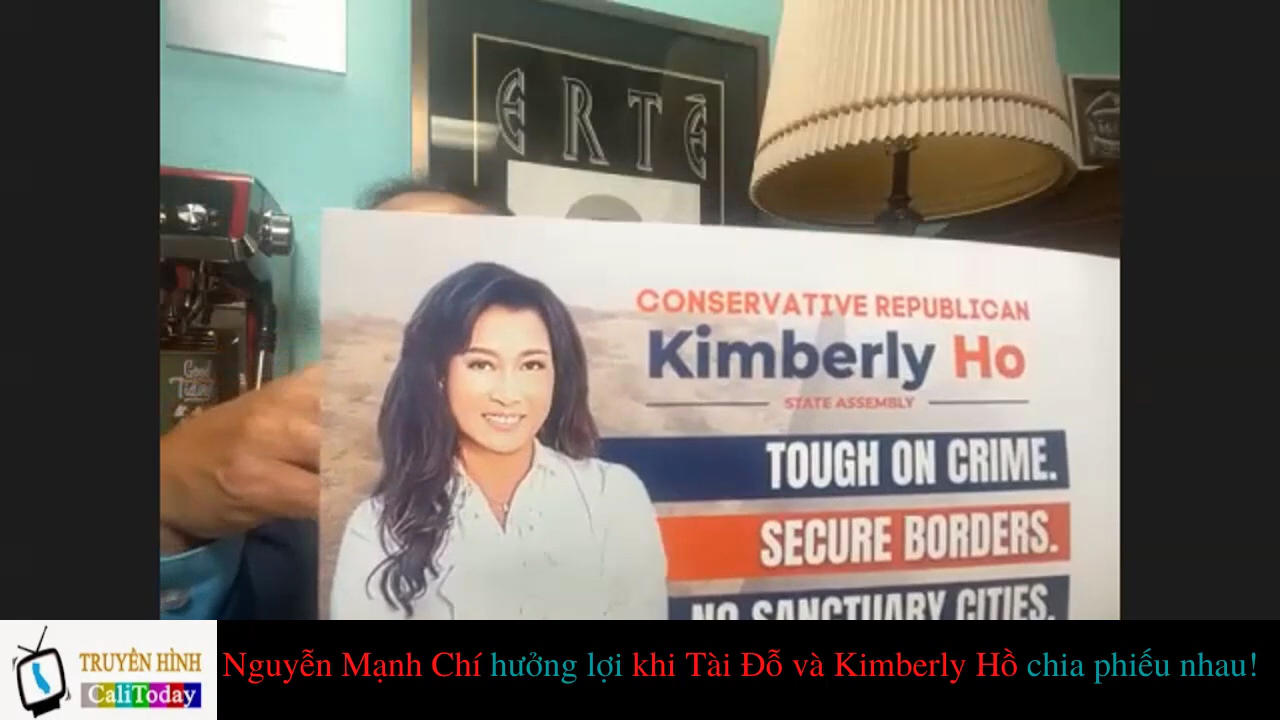 ERTÉ
CONSERVATIVE REPUBLICAN
Kimberly Ho
STATE ASSEMBLY
TOUGH ON CRIME.
SECURE BORDERS.
NO SANCTUARY CITIES.
Good
TRUYỀN HÌNH
CaliToday
Nguyễn Mạnh Chí hưởng lợi khi Tài Đỗ và Kimberly Hồ chia phiếu nhau!